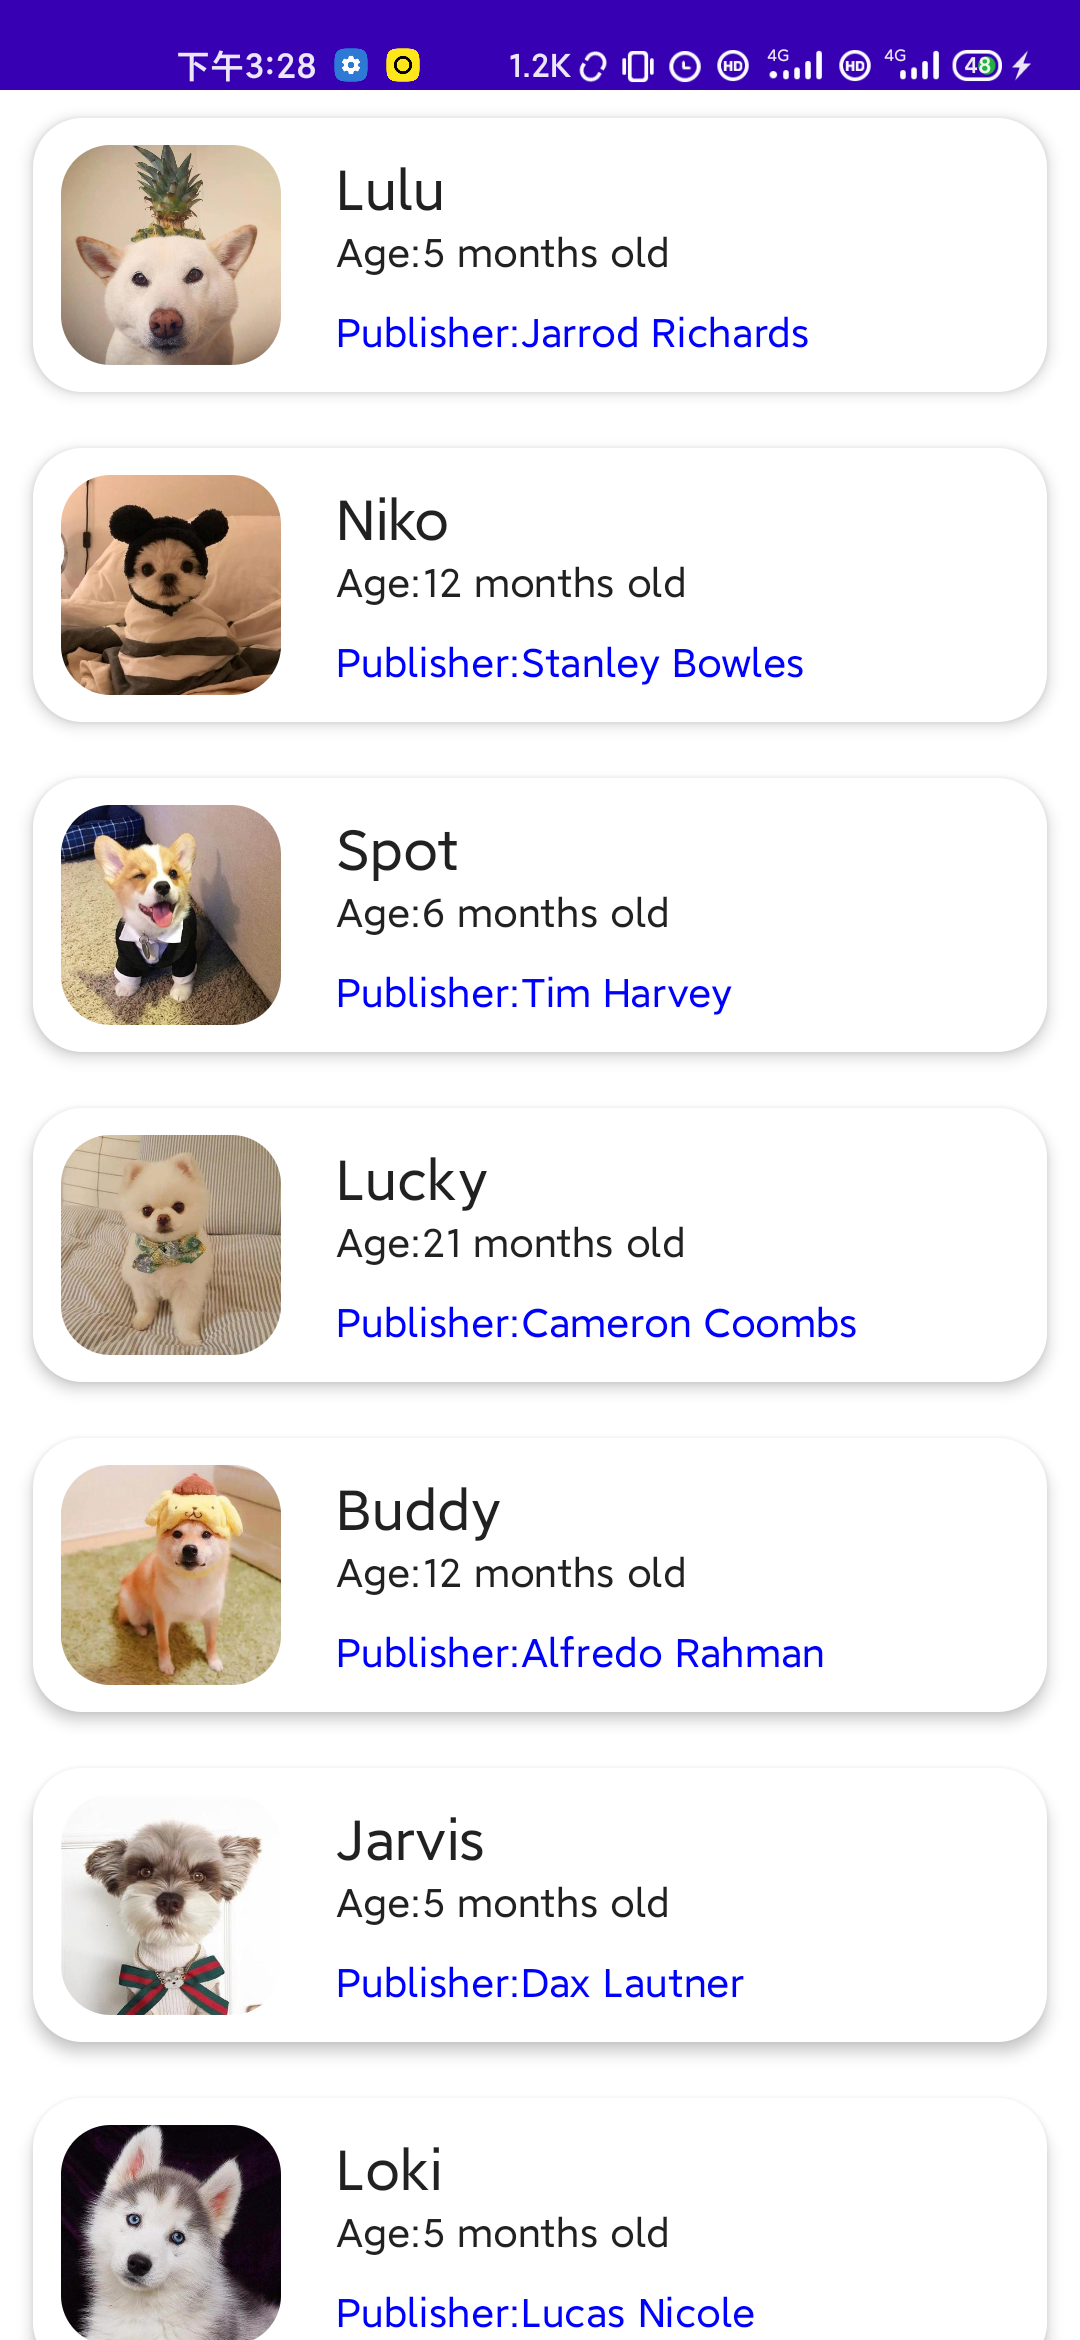 下午3:28 1.2K HD 4G HD 4G 48
Lulu
Age:5 months old
Publisher:Jarrod Richards
Niko
Age:12 months old
Publisher:Stanley Bowles
Spot
Age:6 months old
Publisher:Tim Harvey
Lucky
Age:21 months old
Publisher:Cameron Coombs
Buddy
Age:12 months old
Publisher:Alfredo Rahman
Jarvis
Age:5 months old
Publisher:Dax Lautner
Loki
Age:5 months old
Publisher:Lucas Nicole